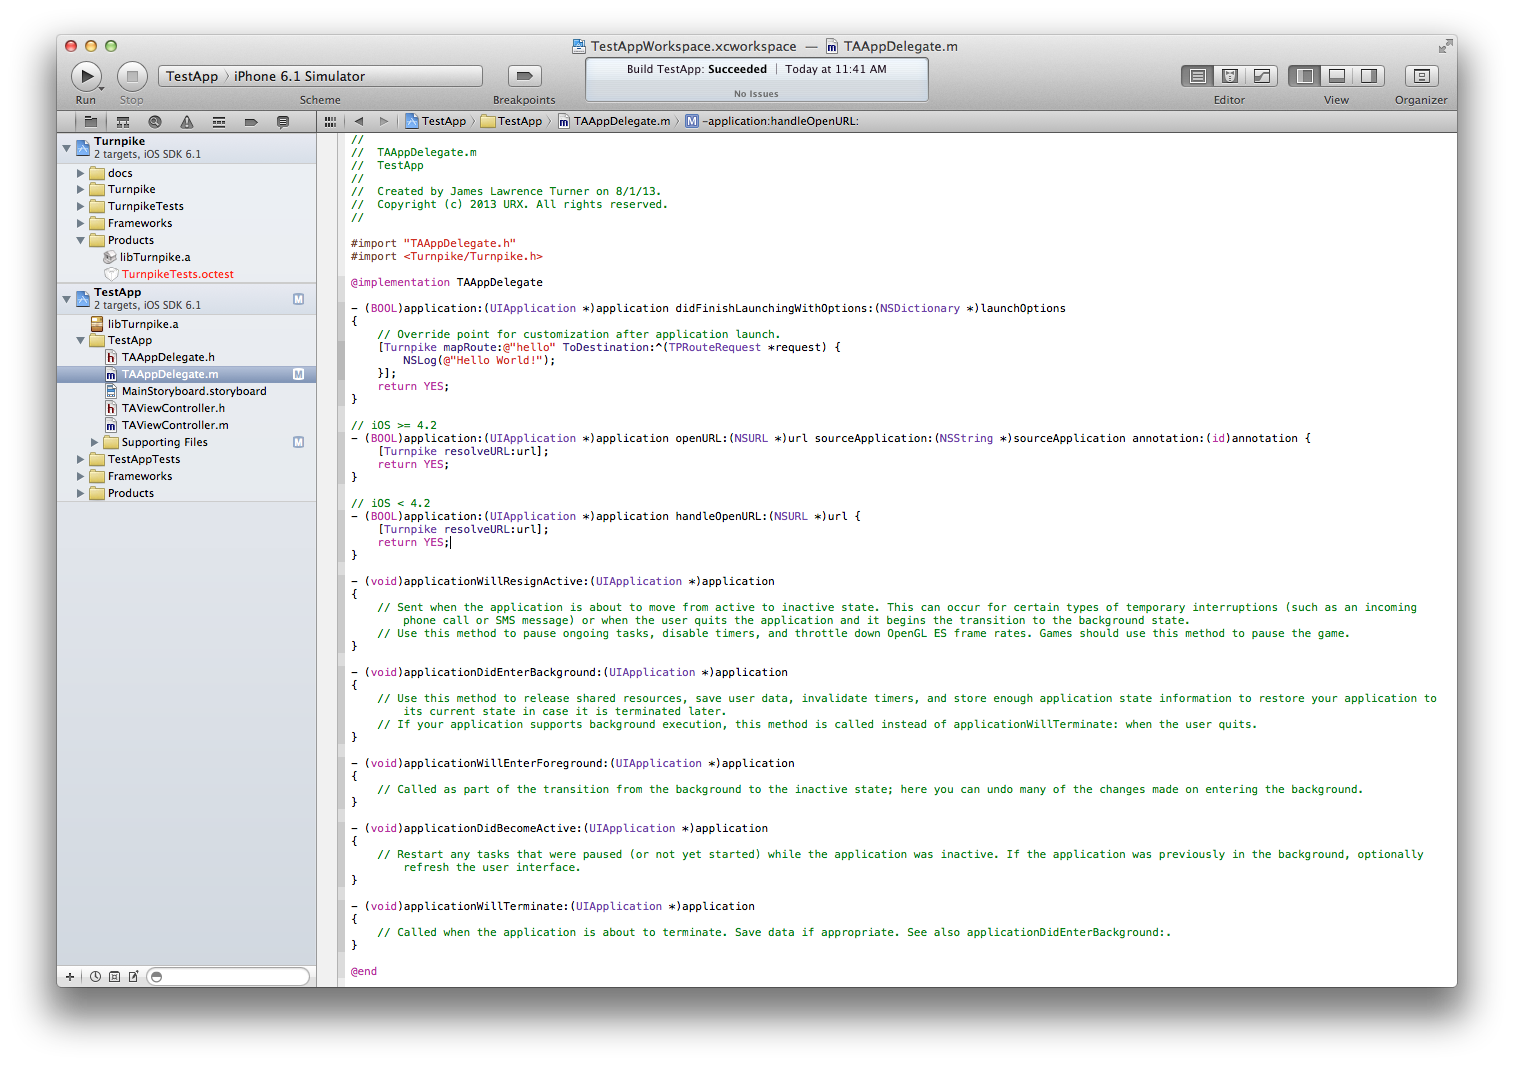 TestAppWorkspace.xcworkspace — TAAppDelegate.m
TestApp 〉 iPhone 6.1 Simulator
Build TestApp: Succeeded | Today at 11:41 AM
No Issues
Run Stop Scheme Breakpoints Editor View Organizer
TestApp 〉 TestApp 〉 TAAppDelegate.m 〉 M -application:handleOpenURL:
Turnpike
2 targets, iOS SDK 6.1
docs
Turnpike
TurnpikeTests
Frameworks
Products
libTurnpike.a
TurnpikeTests.octest
TestApp M
2 targets, iOS SDK 6.1
libTurnpike.a
TestApp
h TAAppDelegate.h
m TAAppDelegate.m M
MainStoryboard.storyboard
h TAViewController.h
m TAViewController.m
Supporting Files M
TestAppTests
Frameworks
Products
//
//  TAAppDelegate.m
//  TestApp
//
//  Created by James Lawrence Turner on 8/1/13.
//  Copyright (c) 2013 URX. All rights reserved.
//
#import "TAAppDelegate.h"
#import <Turnpike/Turnpike.h>
@implementation TAAppDelegate
- (BOOL)application:(UIApplication *)application didFinishLaunchingWithOptions:(NSDictionary *)launchOptions
{
    // Override point for customization after application launch.
    [Turnpike mapRoute:@"hello" ToDestination:^(TPRouteRequest *request) {
        NSLog(@"Hello World!");
    }];
    return YES;
}
// iOS >= 4.2
- (BOOL)application:(UIApplication *)application openURL:(NSURL *)url sourceApplication:(NSString *)sourceApplication annotation:(id)annotation {
    [Turnpike resolveURL:url];
    return YES;
}
// iOS < 4.2
- (BOOL)application:(UIApplication *)application handleOpenURL:(NSURL *)url {
    [Turnpike resolveURL:url];
    return YES;
}
- (void)applicationWillResignActive:(UIApplication *)application
{
    // Sent when the application is about to move from active to inactive state. This can occur for certain types of temporary interruptions (such as an incoming
        phone call or SMS message) or when the user quits the application and it begins the transition to the background state.
    // Use this method to pause ongoing tasks, disable timers, and throttle down OpenGL ES frame rates. Games should use this method to pause the game.
}
- (void)applicationDidEnterBackground:(UIApplication *)application
{
    // Use this method to release shared resources, save user data, invalidate timers, and store enough application state information to restore your application to
        its current state in case it is terminated later.
    // If your application supports background execution, this method is called instead of applicationWillTerminate: when the user quits.
}
- (void)applicationWillEnterForeground:(UIApplication *)application
{
    // Called as part of the transition from the background to the inactive state; here you can undo many of the changes made on entering the background.
}
- (void)applicationDidBecomeActive:(UIApplication *)application
{
    // Restart any tasks that were paused (or not yet started) while the application was inactive. If the application was previously in the background, optionally
        refresh the user interface.
}
- (void)applicationWillTerminate:(UIApplication *)application
{
    // Called when the application is about to terminate. Save data if appropriate. See also applicationDidEnterBackground:.
}
@end